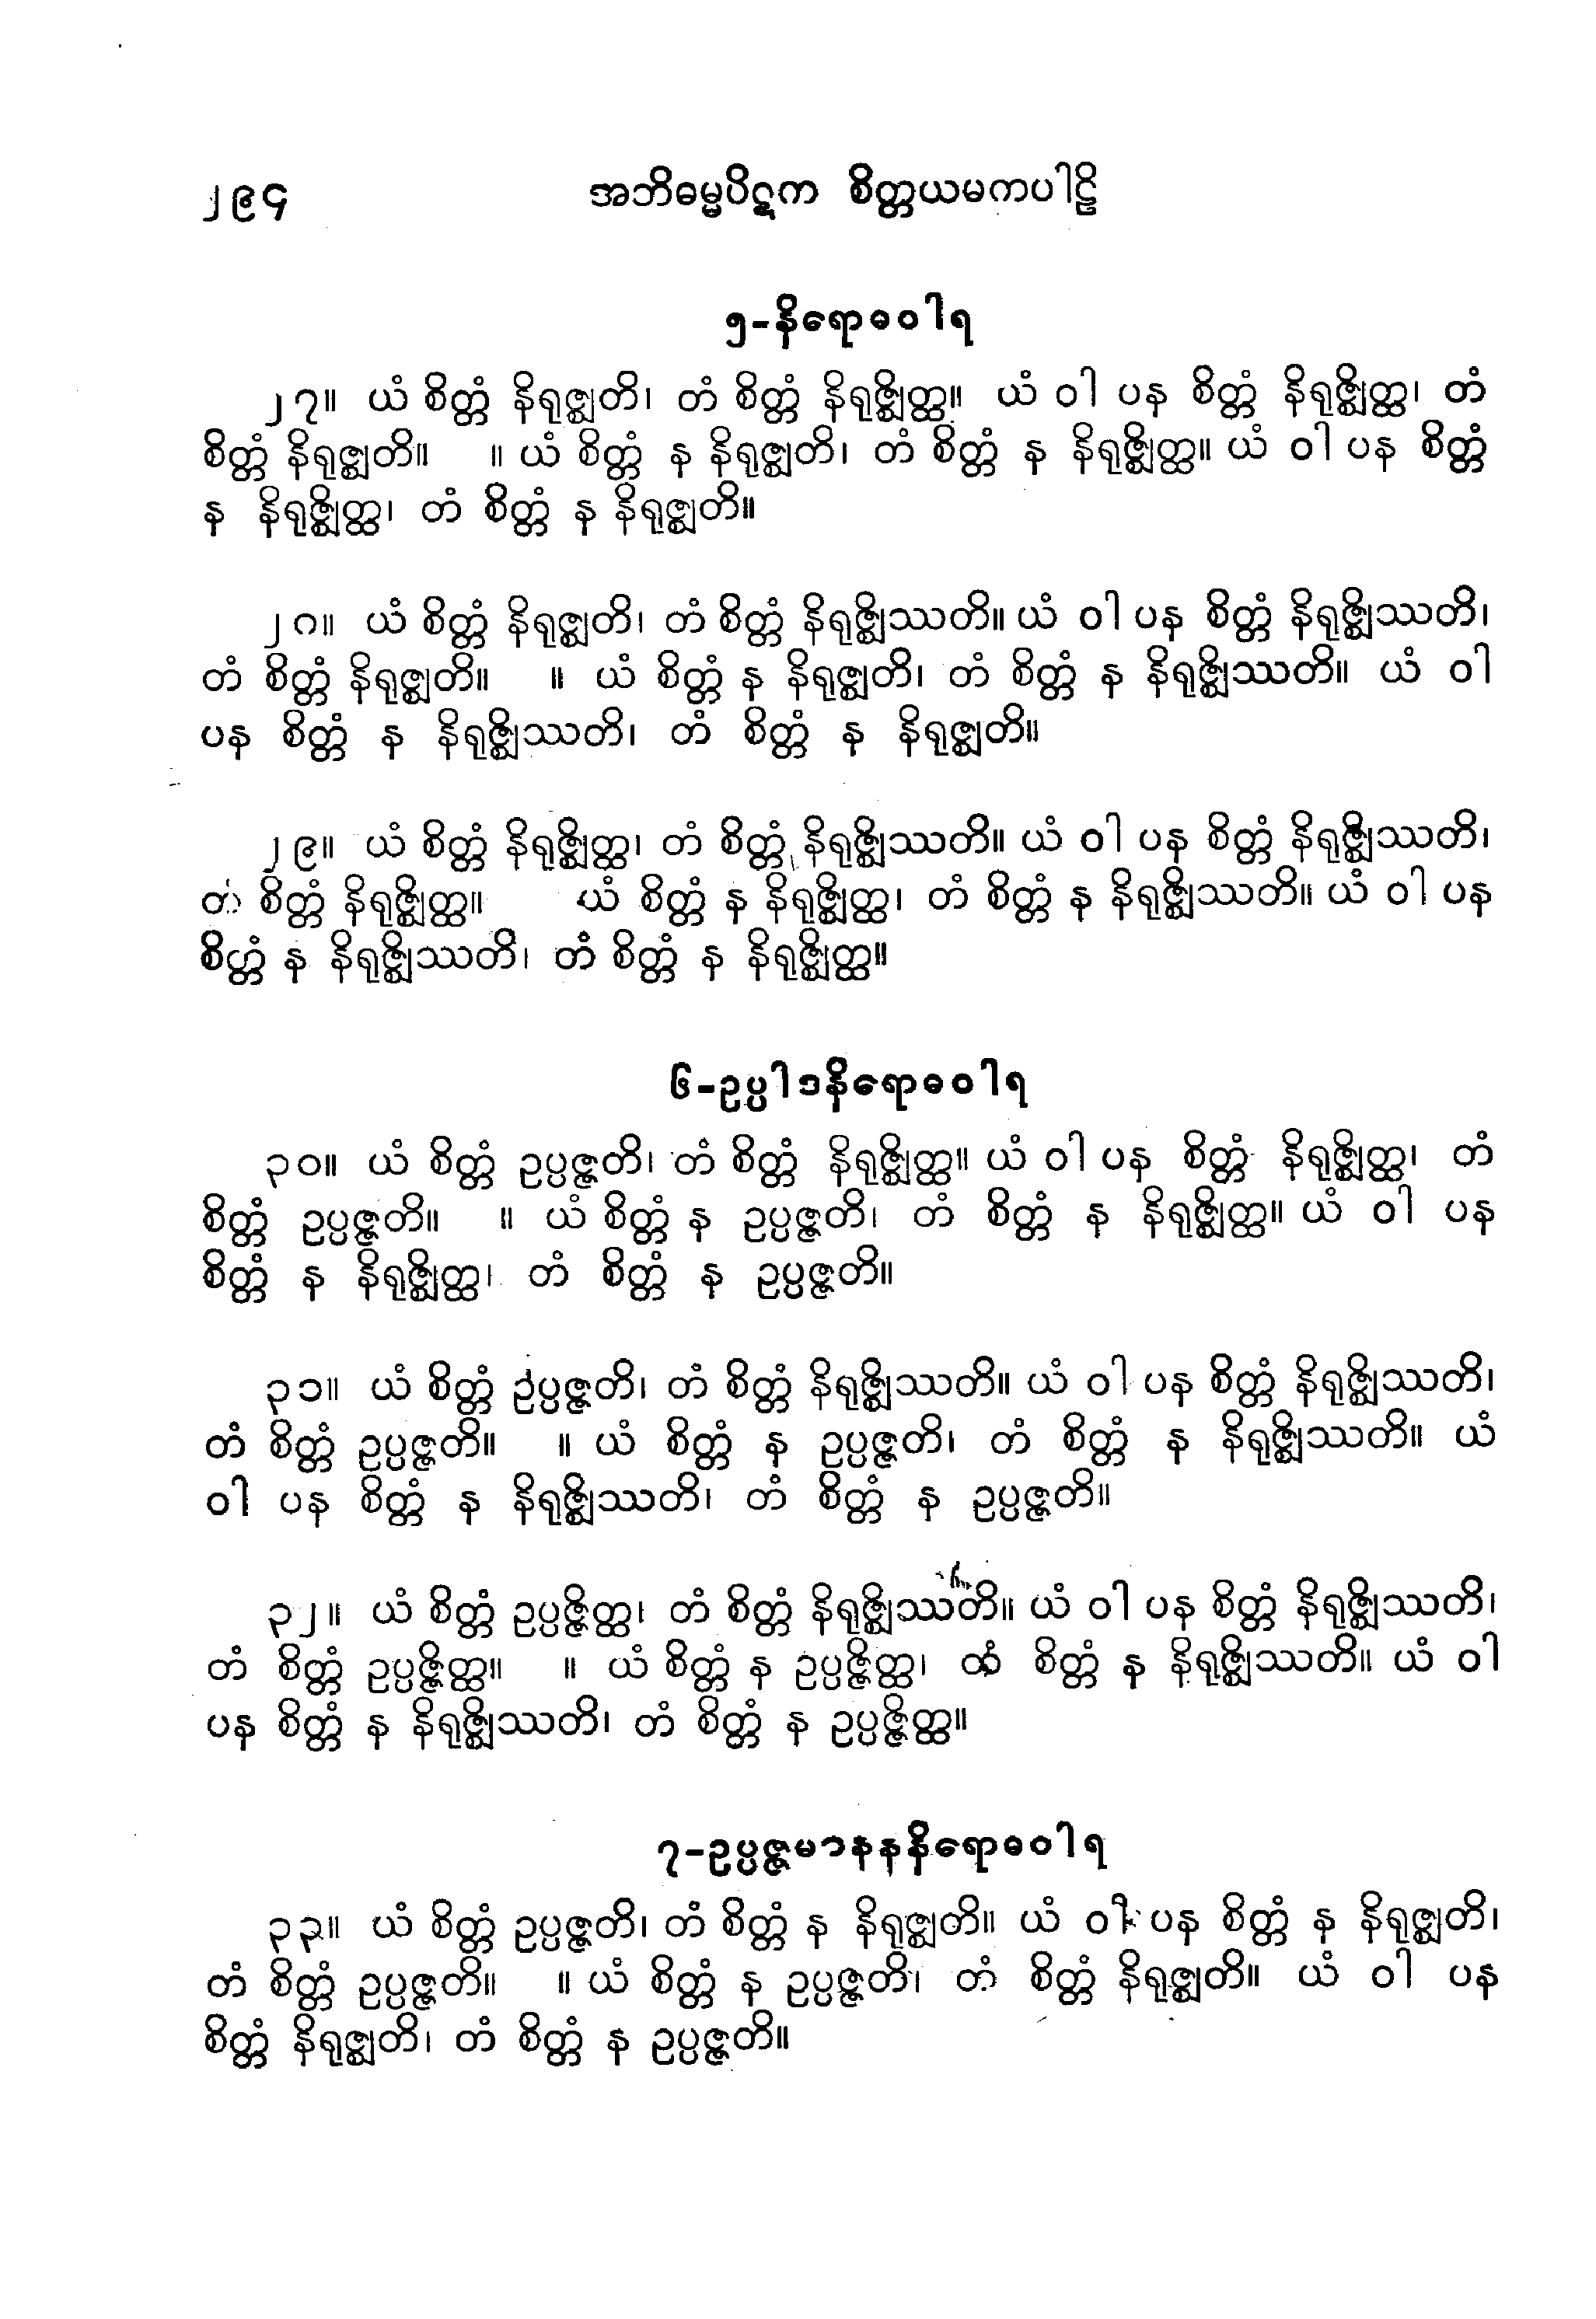 ၂၉၄ အဘိဓမ္မပိဋက စိတ္တယမကပါဠိ
၅-နိရောဓဝါရ
၂၇။ ယံ စိတ္တံ နိရုဇ္ဈတိ၊ တံ စိတ္တံ နိရုဇ္ဈိတ္ထ။ ယံ ဝါ ပန စိတ္တံ နိရုဇ္ဈိတ္ထ၊ တံ
စိတ္တံ နိရုဇ္ဈတိ။ ။ ယံ စိတ္တံ န နိရုဇ္ဈတိ၊ တံ စိတ္တံ န နိရုဇ္ဈိတ္ထ။ ယံ ဝါ ပန စိတ္တံ
န နိရုဇ္ဈိတ္ထ၊ တံ စိတ္တံ န နိရုဇ္ဈတိ။
၂၈။ ယံ စိတ္တံ နိရုဇ္ဈတိ၊ တံ စိတ္တံ နိရုဇ္ဈိဿတိ။ ယံ ဝါ ပန စိတ္တံ နိရုဇ္ဈိဿတိ၊
တံ စိတ္တံ နိရုဇ္ဈတိ။ ။ ယံ စိတ္တံ န နိရုဇ္ဈတိ၊ တံ စိတ္တံ န နိရုဇ္ဈိဿတိ။ ယံ ဝါ
ပန စိတ္တံ န နိရုဇ္ဈိဿတိ၊ တံ စိတ္တံ န နိရုဇ္ဈတိ။
၂၉။ ယံ စိတ္တံ နိရုဇ္ဈိတ္ထ၊ တံ စိတ္တံ နိရုဇ္ဈိဿတိ။ ယံ ဝါ ပန စိတ္တံ နိရုဇ္ဈိဿတိ၊
တံ စိတ္တံ နိရုဇ္ဈိတ္ထ။ ယံ စိတ္တံ န နိရုဇ္ဈိတ္ထ၊ တံ စိတ္တံ န နိရုဇ္ဈိဿတိ။ ယံ ဝါ ပန
စိတ္တံ န နိရုဇ္ဈိဿတိ၊ တံ စိတ္တံ န နိရုဇ္ဈိတ္ထ။
၆-ဥပ္ပါဒနိရောဓဝါရ
၃၀။ ယံ စိတ္တံ ဥပ္ပဇ္ဇတိ၊ တံ စိတ္တံ နိရုဇ္ဈိတ္ထ။ ယံ ဝါ ပန စိတ္တံ နိရုဇ္ဈိတ္ထ၊ တံ
စိတ္တံ ဥပ္ပဇ္ဇတိ။ ။ ယံ စိတ္တံ န ဥပ္ပဇ္ဇတိ၊ တံ စိတ္တံ န နိရုဇ္ဈိတ္ထ။ ယံ ဝါ ပန
စိတ္တံ န နိရုဇ္ဈိတ္ထ၊ တံ စိတ္တံ န ဥပ္ပဇ္ဇတိ။
၃၁။ ယံ စိတ္တံ ဥပ္ပဇ္ဇတိ၊ တံ စိတ္တံ နိရုဇ္ဈိဿတိ။ ယံ ဝါ ပန စိတ္တံ နိရုဇ္ဈိဿတိ၊
တံ စိတ္တံ ဥပ္ပဇ္ဇတိ။ ။ ယံ စိတ္တံ န ဥပ္ပဇ္ဇတိ၊ တံ စိတ္တံ န နိရုဇ္ဈိဿတိ။ ယံ
ဝါ ပန စိတ္တံ န နိရုဇ္ဈိဿတိ၊ တံ စိတ္တံ န ဥပ္ပဇ္ဇတိ။
၃၂။ ယံ စိတ္တံ ဥပ္ပဇ္ဇိတ္ထ၊ တံ စိတ္တံ နိရုဇ္ဈိဿတိ။ ယံ ဝါ ပန စိတ္တံ နိရုဇ္ဈိဿတိ၊
တံ စိတ္တံ ဥပ္ပဇ္ဇိတ္ထ။ ။ ယံ စိတ္တံ န ဥပ္ပဇ္ဇိတ္ထ၊ တံ စိတ္တံ န နိရုဇ္ဈိဿတိ။ ယံ ဝါ
ပန စိတ္တံ န နိရုဇ္ဈိဿတိ၊ တံ စိတ္တံ န ဥပ္ပဇ္ဇိတ္ထ။
၇-ဥပ္ပဇ္ဇမာနနနိရောဓဝါရ
၃၃။ ယံ စိတ္တံ ဥပ္ပဇ္ဇတိ၊ တံ စိတ္တံ န နိရုဇ္ဈတိ။ ယံ ဝါ ပန စိတ္တံ န နိရုဇ္ဈတိ၊
တံ စိတ္တံ ဥပ္ပဇ္ဇတိ။ ။ ယံ စိတ္တံ န ဥပ္ပဇ္ဇတိ၊ တံ စိတ္တံ နိရုဇ္ဈတိ။ ယံ ဝါ ပန
စိတ္တံ နိရုဇ္ဈတိ၊ တံ စိတ္တံ န ဥပ္ပဇ္ဇတိ။